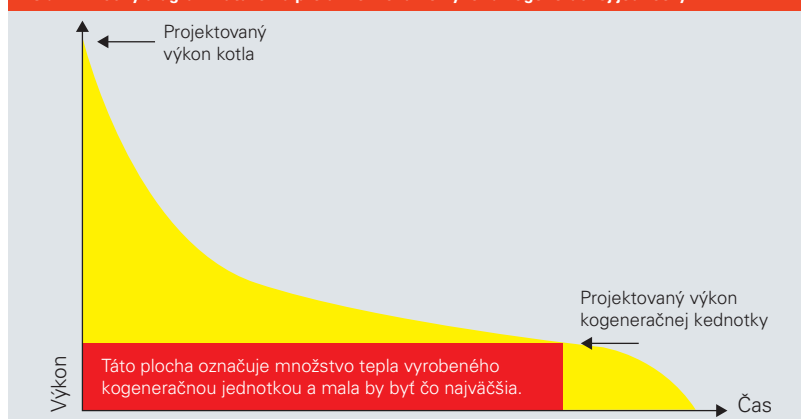 Projektovaný
výkon kotla
Projektovaný výkon
kogeneračnej kednotky
Táto plocha označuje množstvo tepla vyrobeného
kogeneračnou jednotkou a mala by byť čo najväčšia.
Výkon
Čas